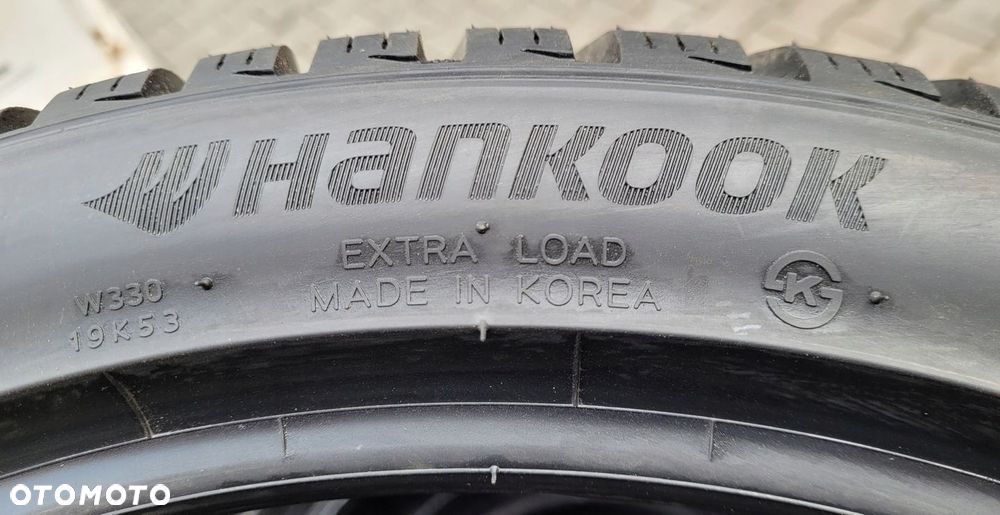 Hankook
EXTRA LOAD
MADE IN KOREA
W330
19K53
K
OTOMOTO